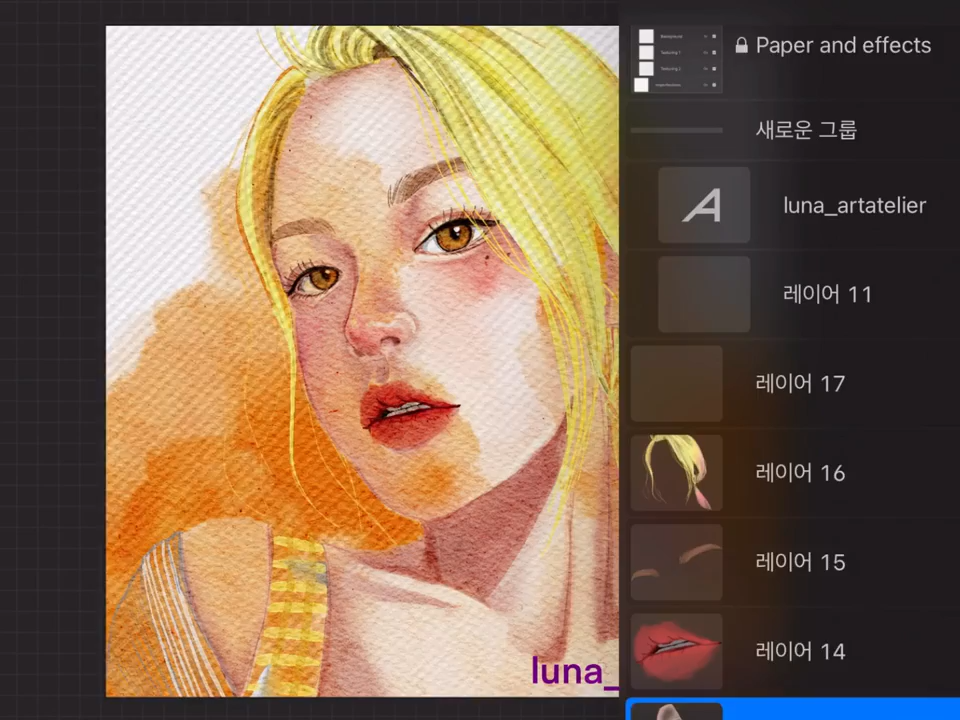 Paper and effects
새로운 그룹
A
luna_artatelier
레이어 11
레이어 17
레이어 16
레이어 15
레이어 14
luna_